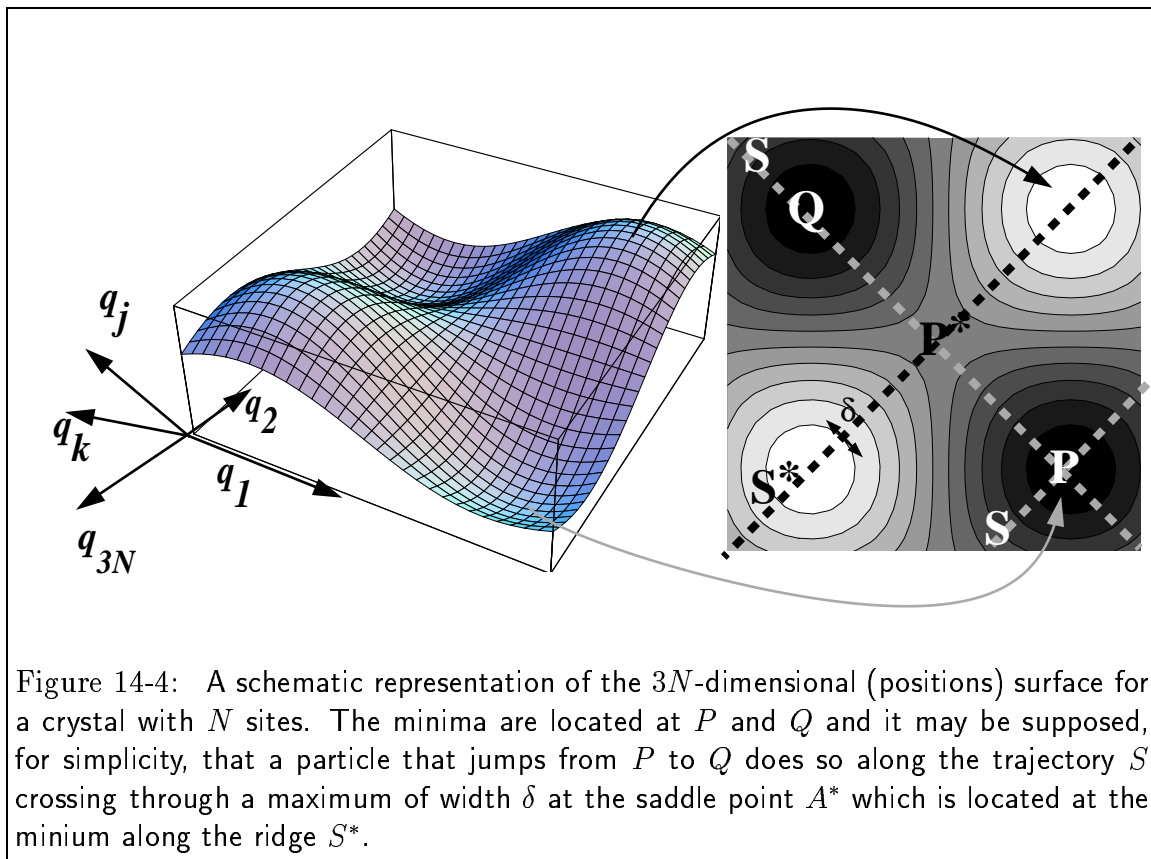 q_j
q_k
q_2
q_1
q_{3N}
S
Q
P*
δ
S*
P
S
Figure 14-4: A schematic representation of the 3N-dimensional (positions) surface for
a crystal with N sites. The minima are located at P and Q and it may be supposed,
for simplicity, that a particle that jumps from P to Q does so along the trajectory S
crossing through a maximum of width δ at the saddle point A* which is located at the
minium along the ridge S*.